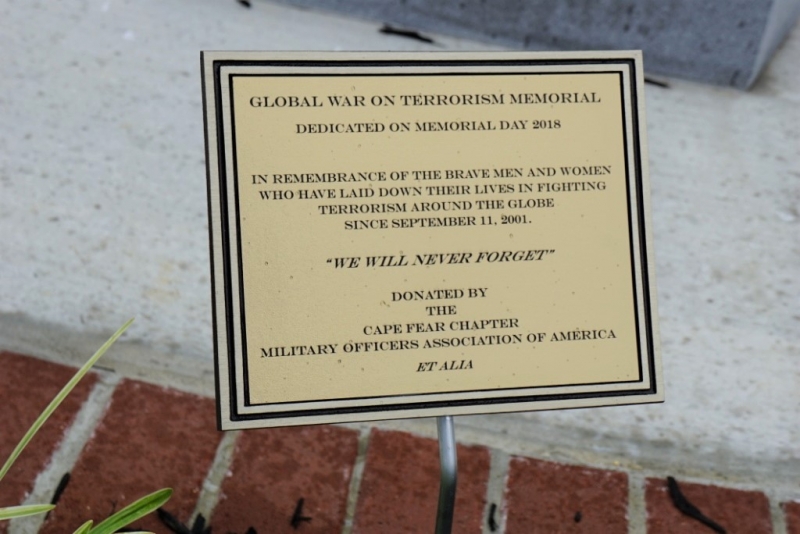 GLOBAL WAR ON TERRORISM MEMORIAL
DEDICATED ON MEMORIAL DAY 2018
IN REMEMBRANCE OF THE BRAVE MEN AND WOMEN
WHO HAVE LAID DOWN THEIR LIVES IN FIGHTING
TERRORISM AROUND THE GLOBE
SINCE SEPTEMBER 11, 2001.
"WE WILL NEVER FORGET"
DONATED BY
THE
CAPE FEAR CHAPTER
MILITARY OFFICERS ASSOCIATION OF AMERICA
ET ALIA